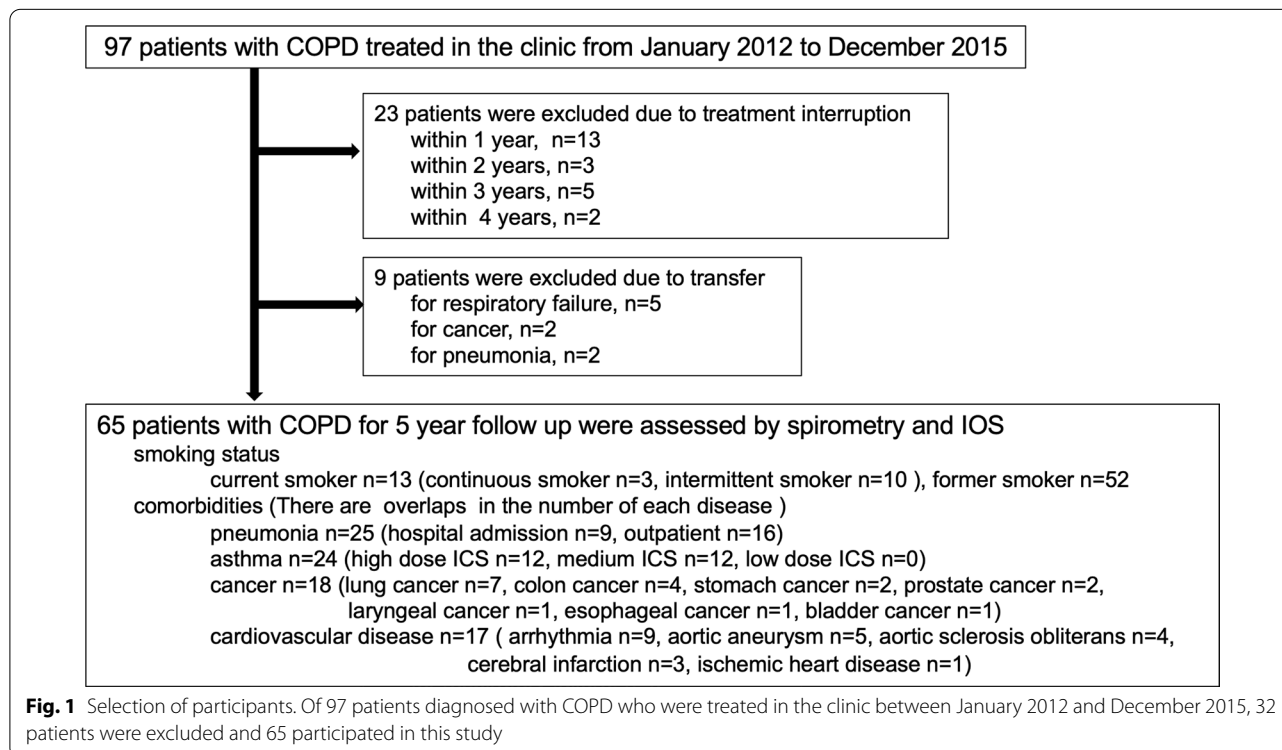 97 patients with COPD treated in the clinic from January 2012 to December 2015
23 patients were excluded due to treatment interruption
within 1 year, n=13
within 2 years, n=3
within 3 years, n=5
within 4 years, n=2
9 patients were excluded due to transfer
for respiratory failure, n=5
for cancer, n=2
for pneumonia, n=2
65 patients with COPD for 5 year follow up were assessed by spirometry and IOS
smoking status
current smoker n=13 (continuous smoker n=3, intermittent smoker n=10 ), former smoker n=52
comorbidities (There are overlaps in the number of each disease )
pneumonia n=25 (hospital admission n=9, outpatient n=16)
asthma n=24 (high dose ICS n=12, medium ICS n=12, low dose ICS n=0)
cancer n=18 (lung cancer n=7, colon cancer n=4, stomach cancer n=2, prostate cancer n=2,
laryngeal cancer n=1, esophageal cancer n=1, bladder cancer n=1)
cardiovascular disease n=17 ( arrhythmia n=9, aortic aneurysm n=5, aortic sclerosis obliterans n=4,
cerebral infarction n=3, ischemic heart disease n=1)
Fig. 1 Selection of participants. Of 97 patients diagnosed with COPD who were treated in the clinic between January 2012 and December 2015, 32
patients were excluded and 65 participated in this study